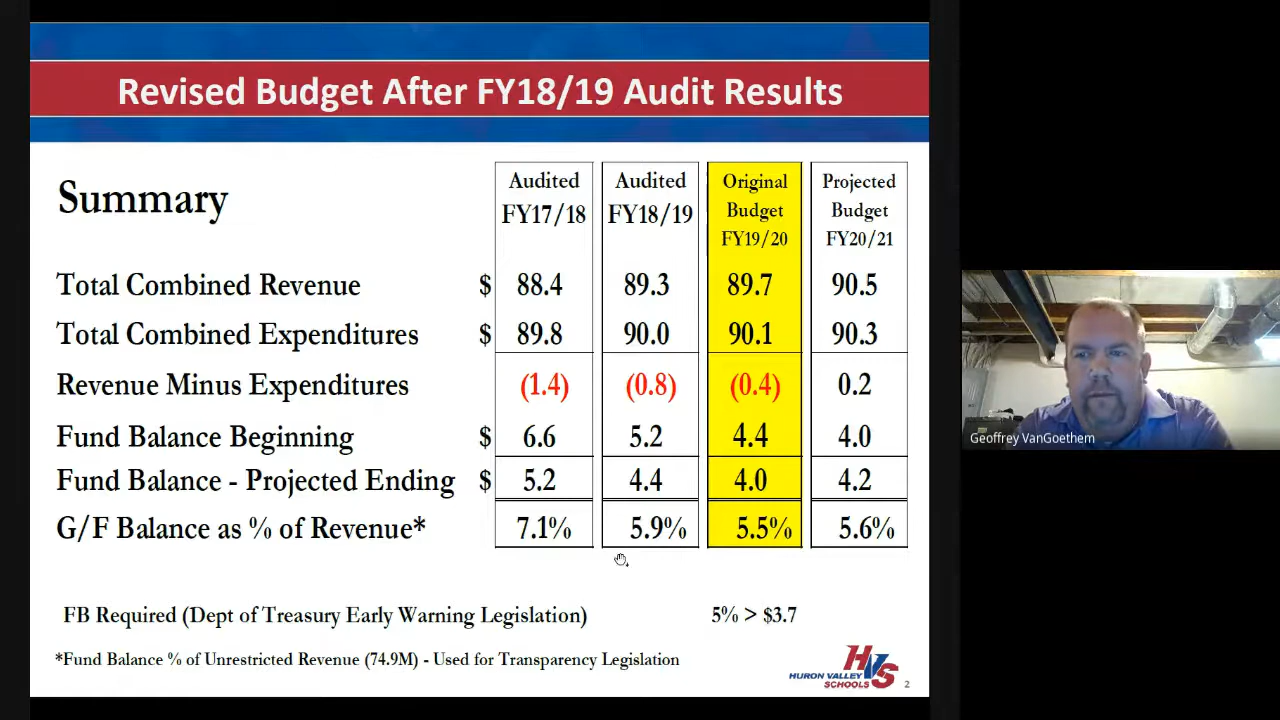 Revised Budget After FY18/19 Audit Results
Summary
Audited FY17/18
Audited FY18/19
Original Budget FY19/20
Projected Budget FY20/21
Total Combined Revenue $ 88.4 89.3 89.7 90.5
Total Combined Expenditures $ 89.8 90.0 90.1 90.3
Revenue Minus Expenditures (1.4) (0.8) (0.4) 0.2
Fund Balance Beginning $ 6.6 5.2 4.4 4.0
Fund Balance - Projected Ending $ 5.2 4.4 4.0 4.2
G/F Balance as % of Revenue* 7.1% 5.9% 5.5% 5.6%
FB Required (Dept of Treasury Early Warning Legislation) 5% > $3.7
*Fund Balance % of Unrestricted Revenue (74.9M) - Used for Transparency Legislation
HVS
HURON VALLEY
SCHOOLS
2
Geoffrey VanGoethem